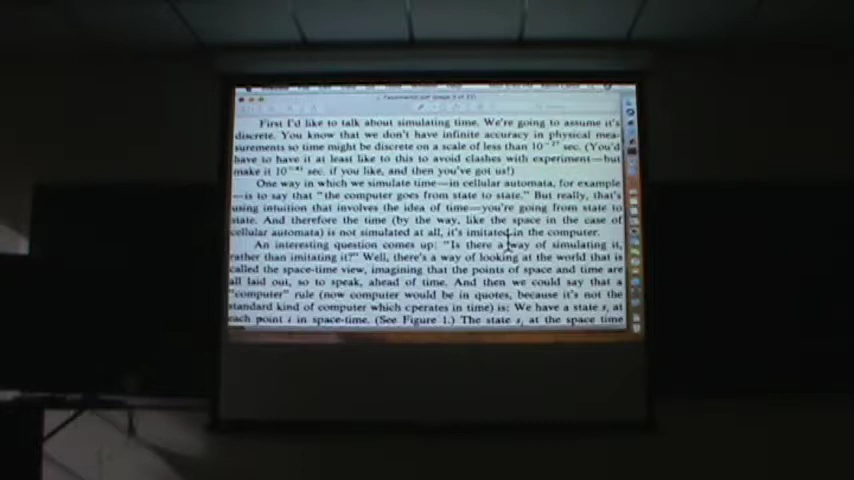 First I'd like to talk about simulating time. We're going to assume it's
discrete. You know that we don't have infinite accuracy in physical mea-
surements so time might be discrete on a scale of less than 10⁻²⁷ sec. (You'd
have to have it at least like to this to avoid clashes with experiment—but
make it 10⁻⁴¹ sec. if you like, and then you've got us!)
One way in which we simulate time—in cellular automata, for example
—is to say that "the computer goes from state to state." But really, that's
using intuition that involves the idea of time—you're going from state to
state. And therefore the time (by the way, like the space in the case of
cellular automata) is not simulated at all, it's imitated in the computer.
An interesting question comes up: "Is there a way of simulating it,
rather than imitating it?" Well, there's a way of looking at the world that is
called the space-time view, imagining that the points of space and time are
all laid out, so to speak, ahead of time. And then we could say that a
"computer" rule (now computer would be in quotes, because it's not the
standard kind of computer which operates in time) is: We have a state sᵢ at
each point i in space-time. (See Figure 1.) The state sᵢ at the space time